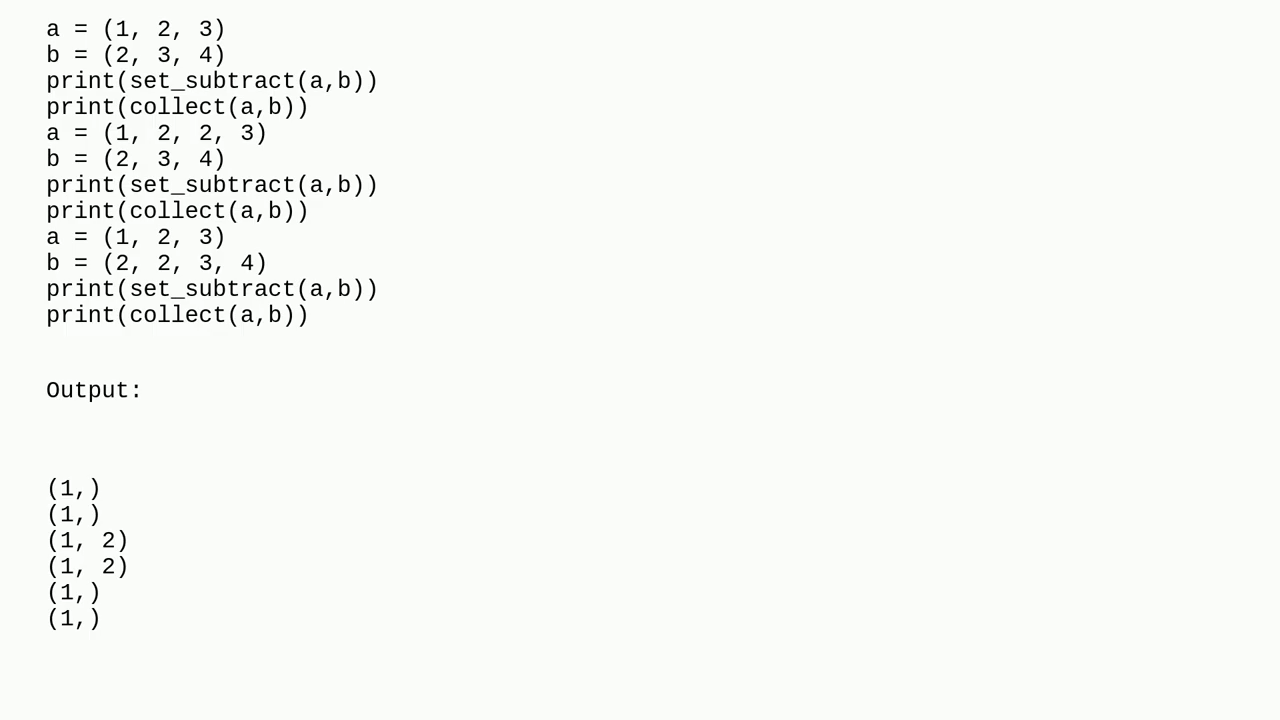 a = (1, 2, 3)
b = (2, 3, 4)
print(set_subtract(a,b))
print(collect(a,b))
a = (1, 2, 2, 3)
b = (2, 3, 4)
print(set_subtract(a,b))
print(collect(a,b))
a = (1, 2, 3)
b = (2, 2, 3, 4)
print(set_subtract(a,b))
print(collect(a,b))
Output:
(1,)
(1,)
(1, 2)
(1, 2)
(1,)
(1,)